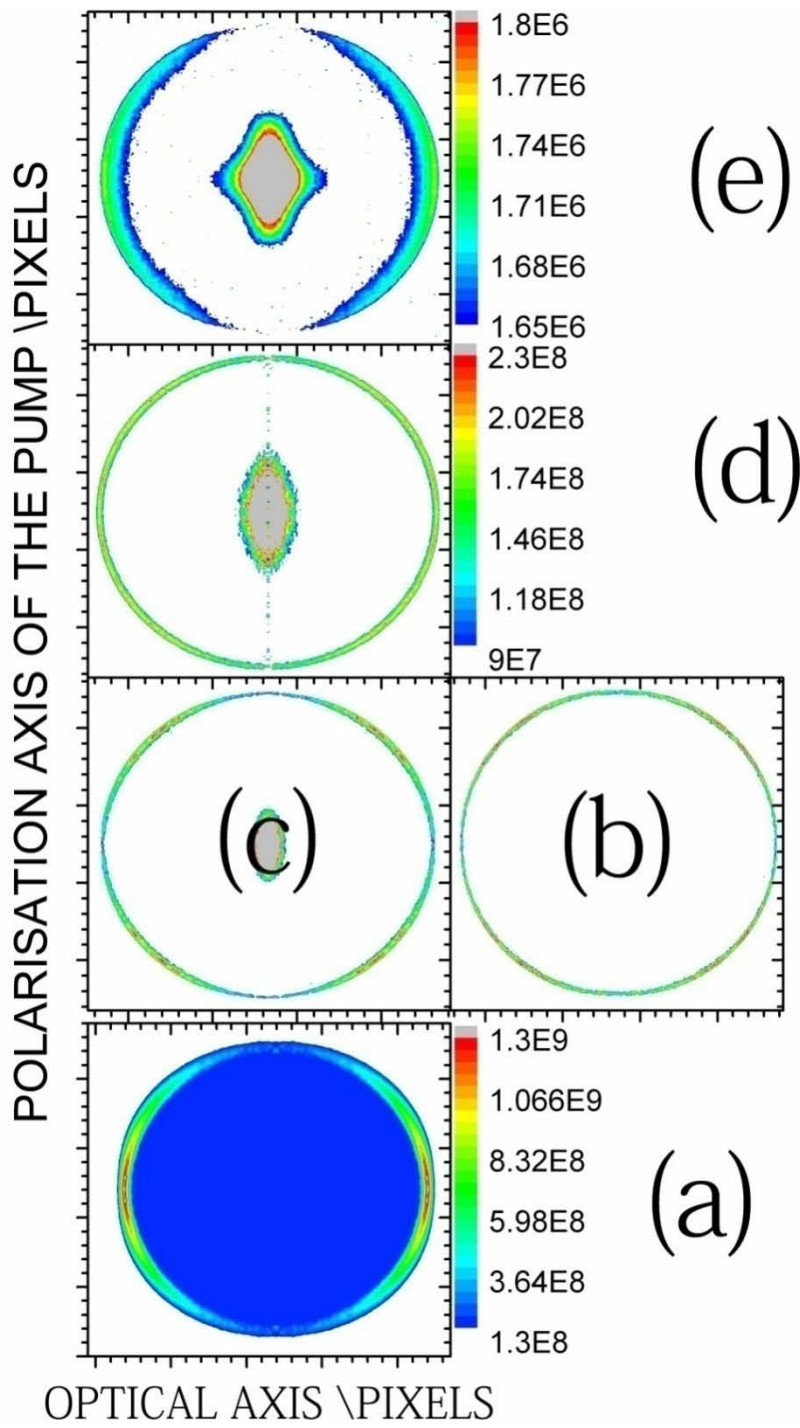 POLARISATION AXIS OF THE PUMP \PIXELS
1.8E6
1.77E6
1.74E6
1.71E6
1.68E6
1.65E6
(e)
2.3E8
2.02E8
1.74E8
1.46E8
1.18E8
9E7
(d)
(c)
(b)
1.3E9
1.066E9
8.32E8
5.98E8
3.64E8
1.3E8
(a)
OPTICAL AXIS \PIXELS